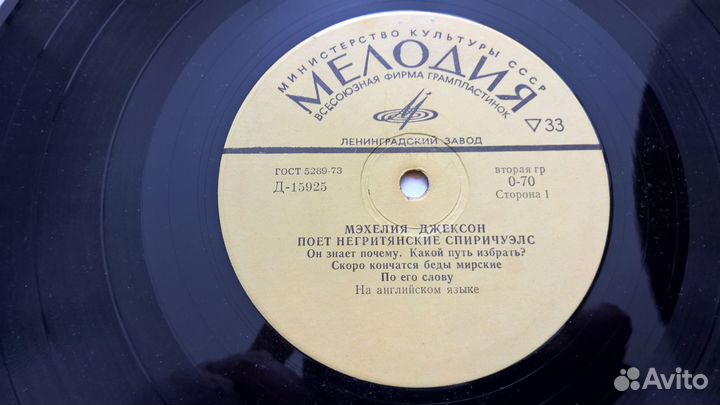 МИНИСТЕРСТВО КУЛЬТУРЫ СССР
МЕЛОДИЯ
ВСЕСОЮЗНАЯ ФИРМА ГРАМПЛАСТИНОК
ЛЕНИНГРАДСКИЙ ЗАВОД
▽33
ГОСТ 5289-73
Д-15925
вторая гр
0-70
Сторона 1
МЭХЕЛИЯ ДЖЕКСОН
ПОЕТ НЕГРИТЯНСКИЕ СПИРИЧУЭЛС
Он знает почему. Какой путь избрать?
Скоро кончатся беды мирские
По его слову
На английском языке
Avito